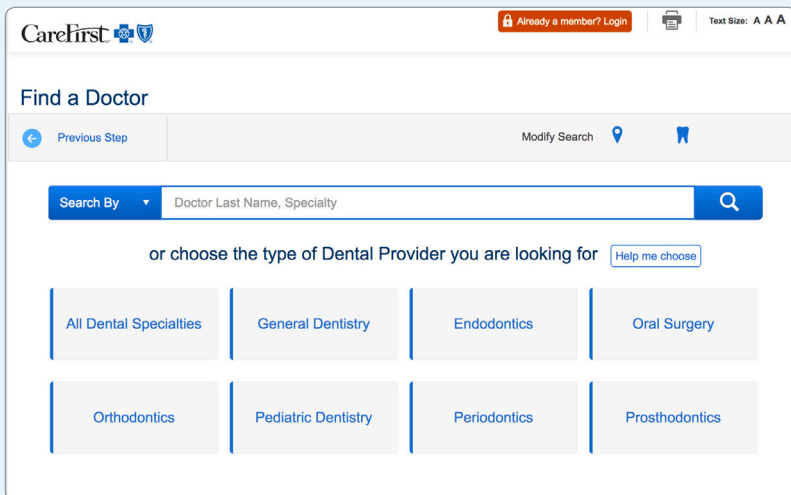 CareFirst
Already a member? Login
Text Size: A A A
Find a Doctor
Previous Step
Modify Search
Search By
Doctor Last Name, Specialty
or choose the type of Dental Provider you are looking for
Help me choose
All Dental Specialties
General Dentistry
Endodontics
Oral Surgery
Orthodontics
Pediatric Dentistry
Periodontics
Prosthodontics